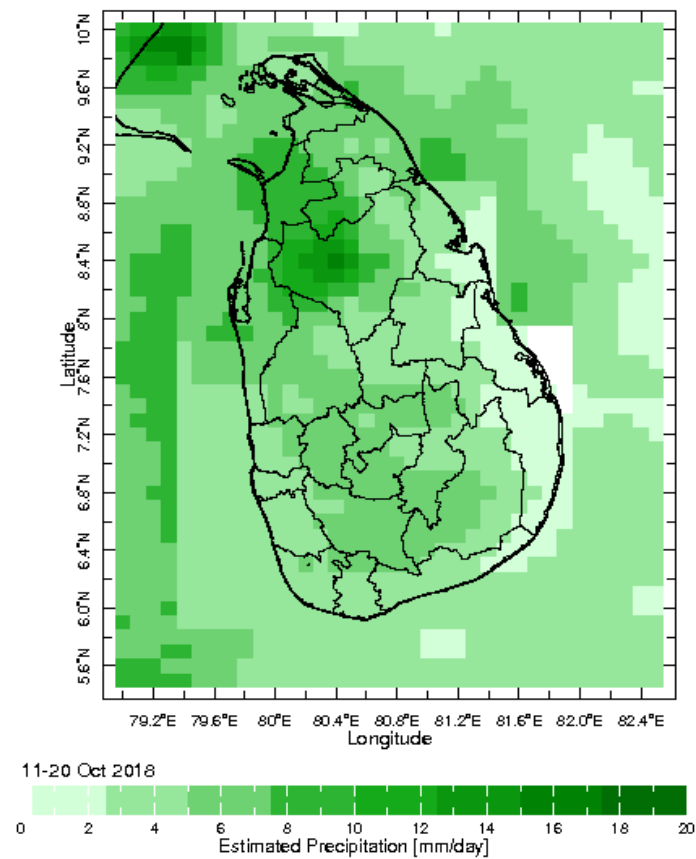 10°N
9.6°N
9.2°N
8.8°N
8.4°N
8°N
7.6°N
7.2°N
6.8°N
6.4°N
6.0°N
5.6°N
Latitude
79.2°E 79.6°E 80°E 80.4°E 80.8°E 81.2°E 81.6°E 82.0°E 82.4°E
Longitude
11-20 Oct 2018
0 2 4 6 8 10 12 14 16 18 20
Estimated Precipitation [mm/day]